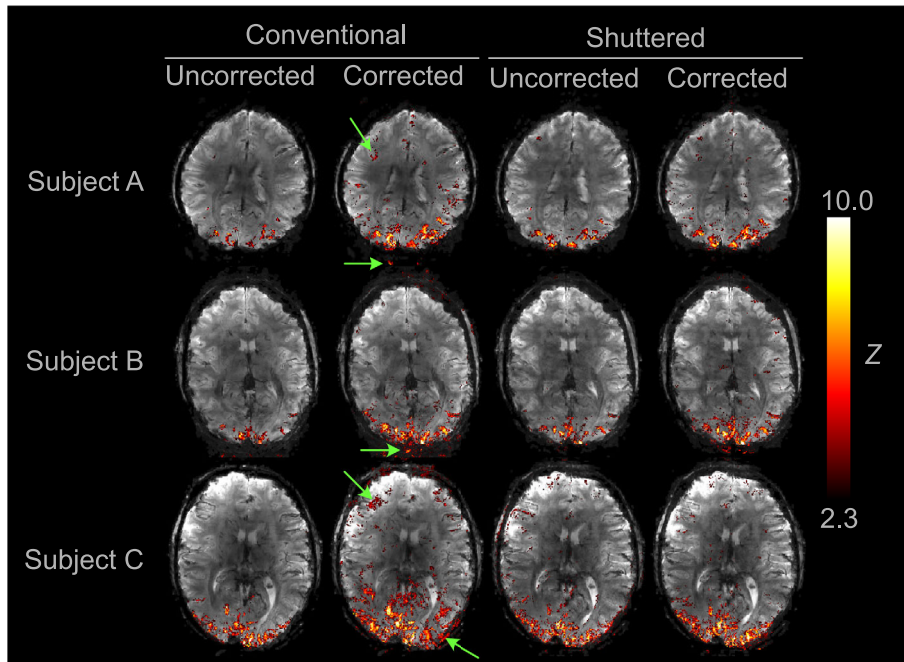 Conventional Shuttered
Uncorrected Corrected Uncorrected Corrected
Subject A
10.0
Subject B
Z
2.3
Subject C